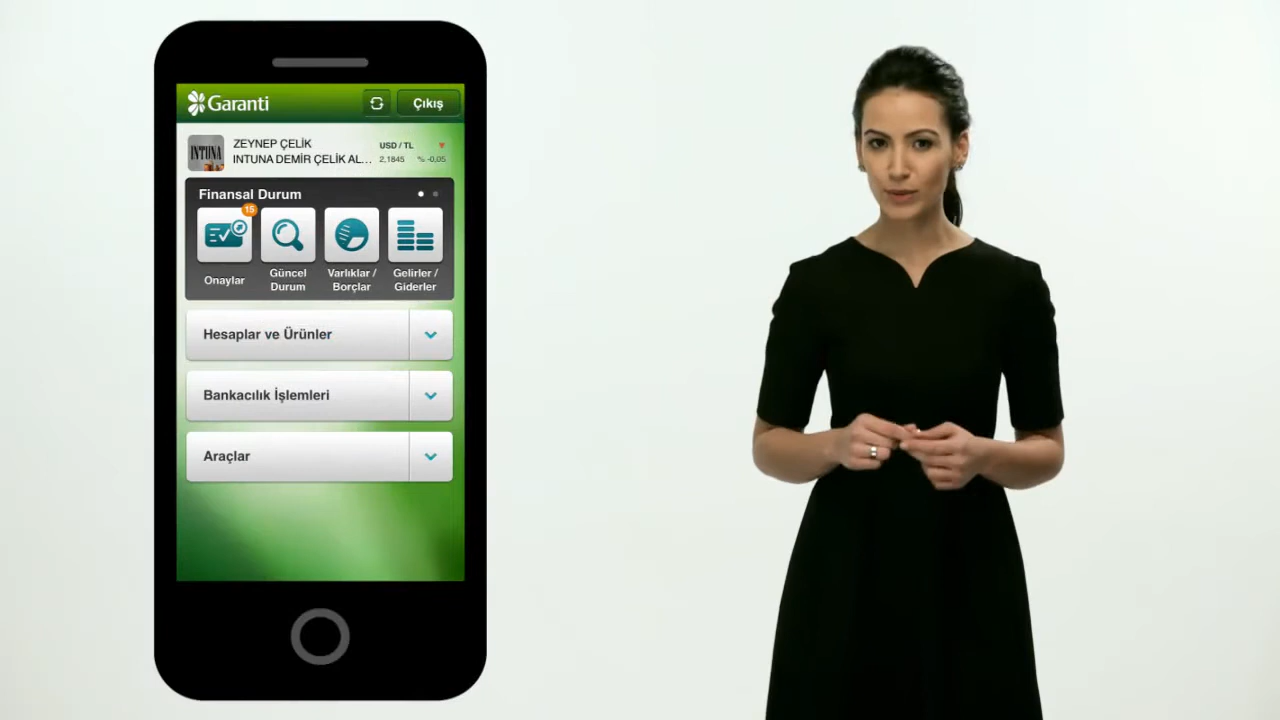 Garanti
Çıkış
INTUNA
ZEYNEP ÇELİK
INTUNA DEMİR ÇELİK AL...
USD / TL
2,1845 % -0,05
Finansal Durum
15
Onaylar
Güncel
Durum
Varlıklar /
Borçlar
Gelirler /
Giderler
Hesaplar ve Ürünler
Bankacılık İşlemleri
Araçlar